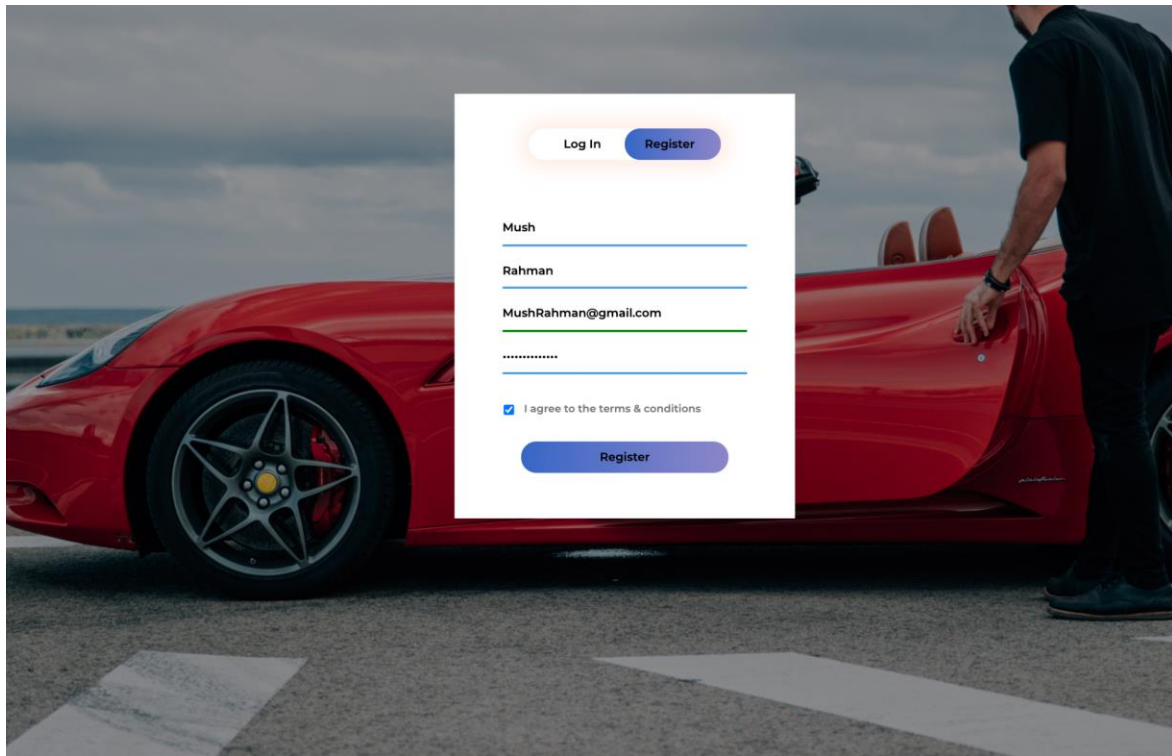 Log In
Register
Mush
Rahman
MushRahman@gmail.com
••••••••••••••
I agree to the terms & conditions
Register